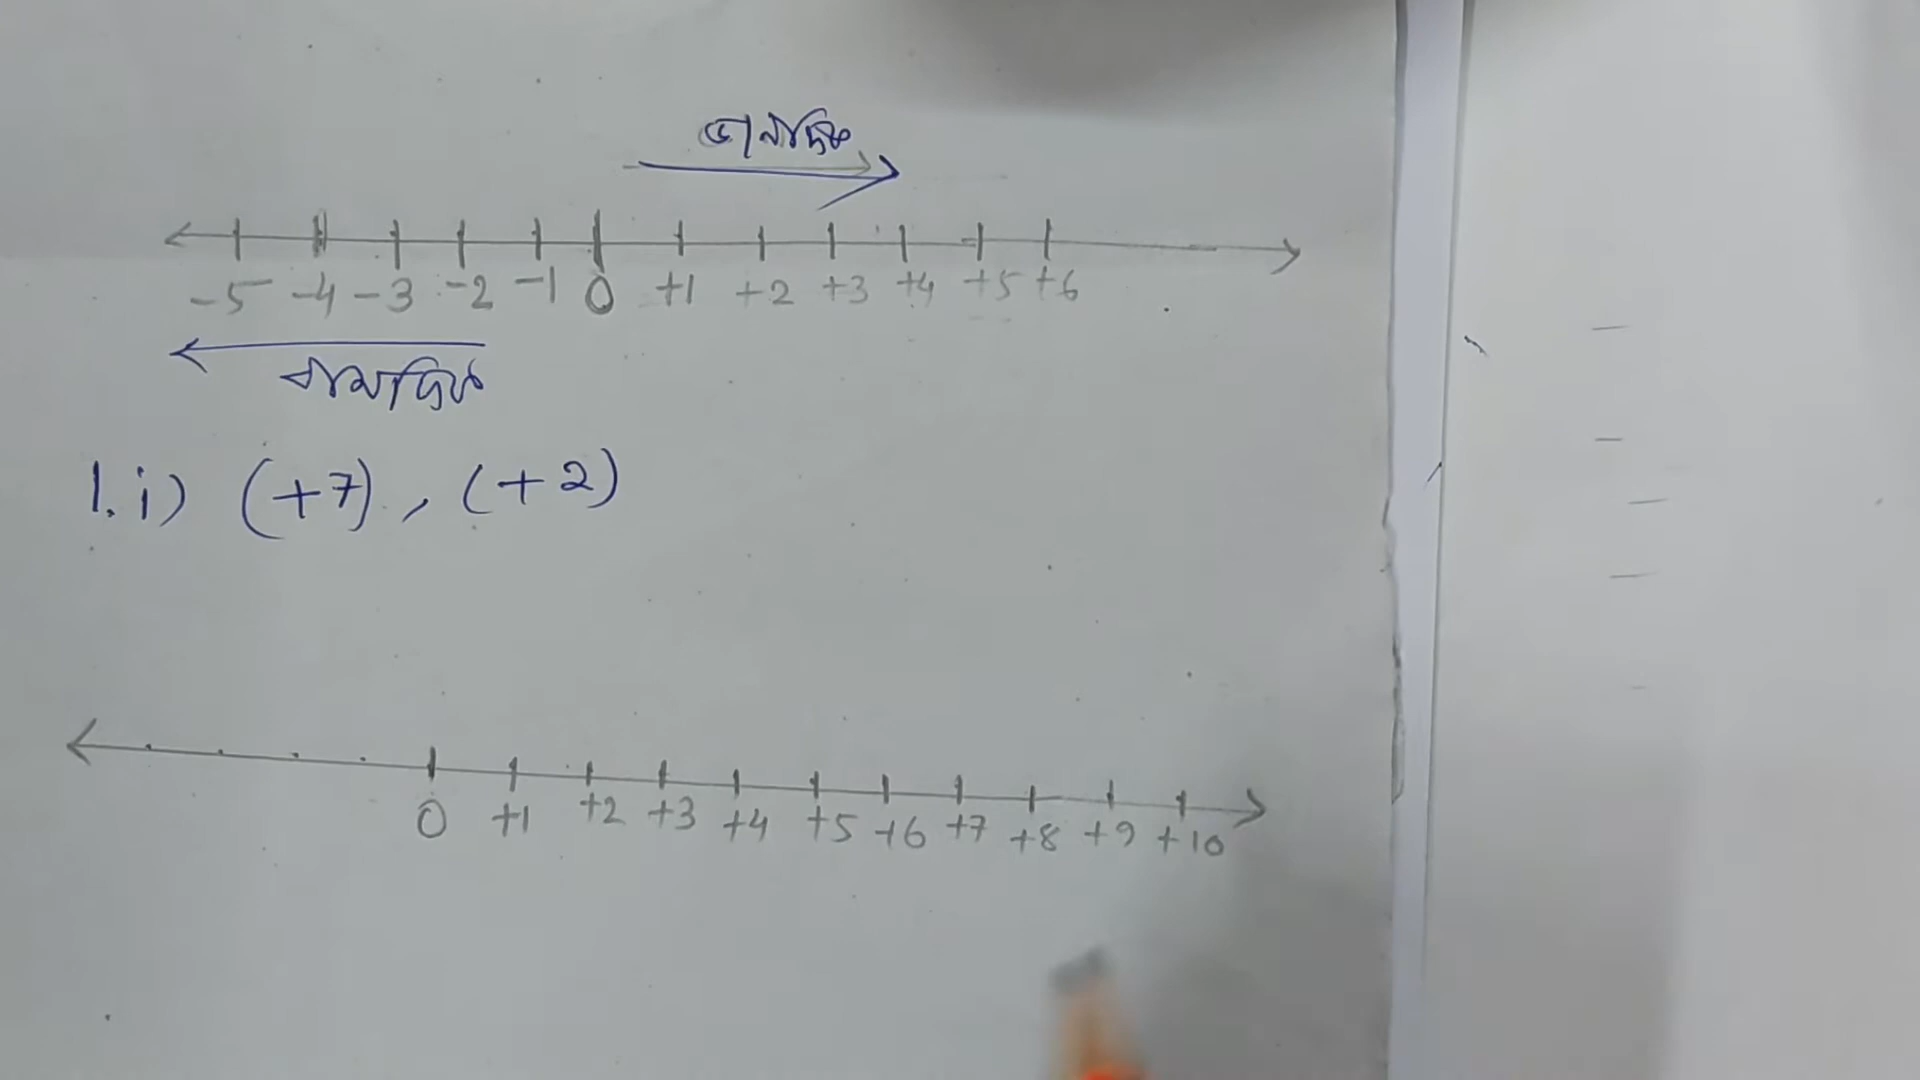 ডানদিক
-5 -4 -3 -2 -1 0 +1 +2 +3 +4 +5 +6
বামদিক
1. i) (+7), (+2)
0 +1 +2 +3 +4 +5 +6 +7 +8 +9 +10